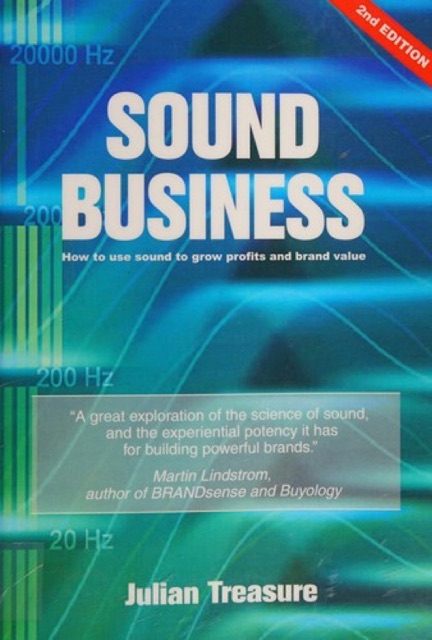 2nd EDITION
20000 Hz
SOUND
200
BUSINESS
How to use sound to grow profits and brand value
200 Hz
"A great exploration of the science of sound,
and the experiential potency it has
for building powerful brands."
Martin Lindstrom,
author of BRANDsense and Buyology
20 Hz
Julian Treasure